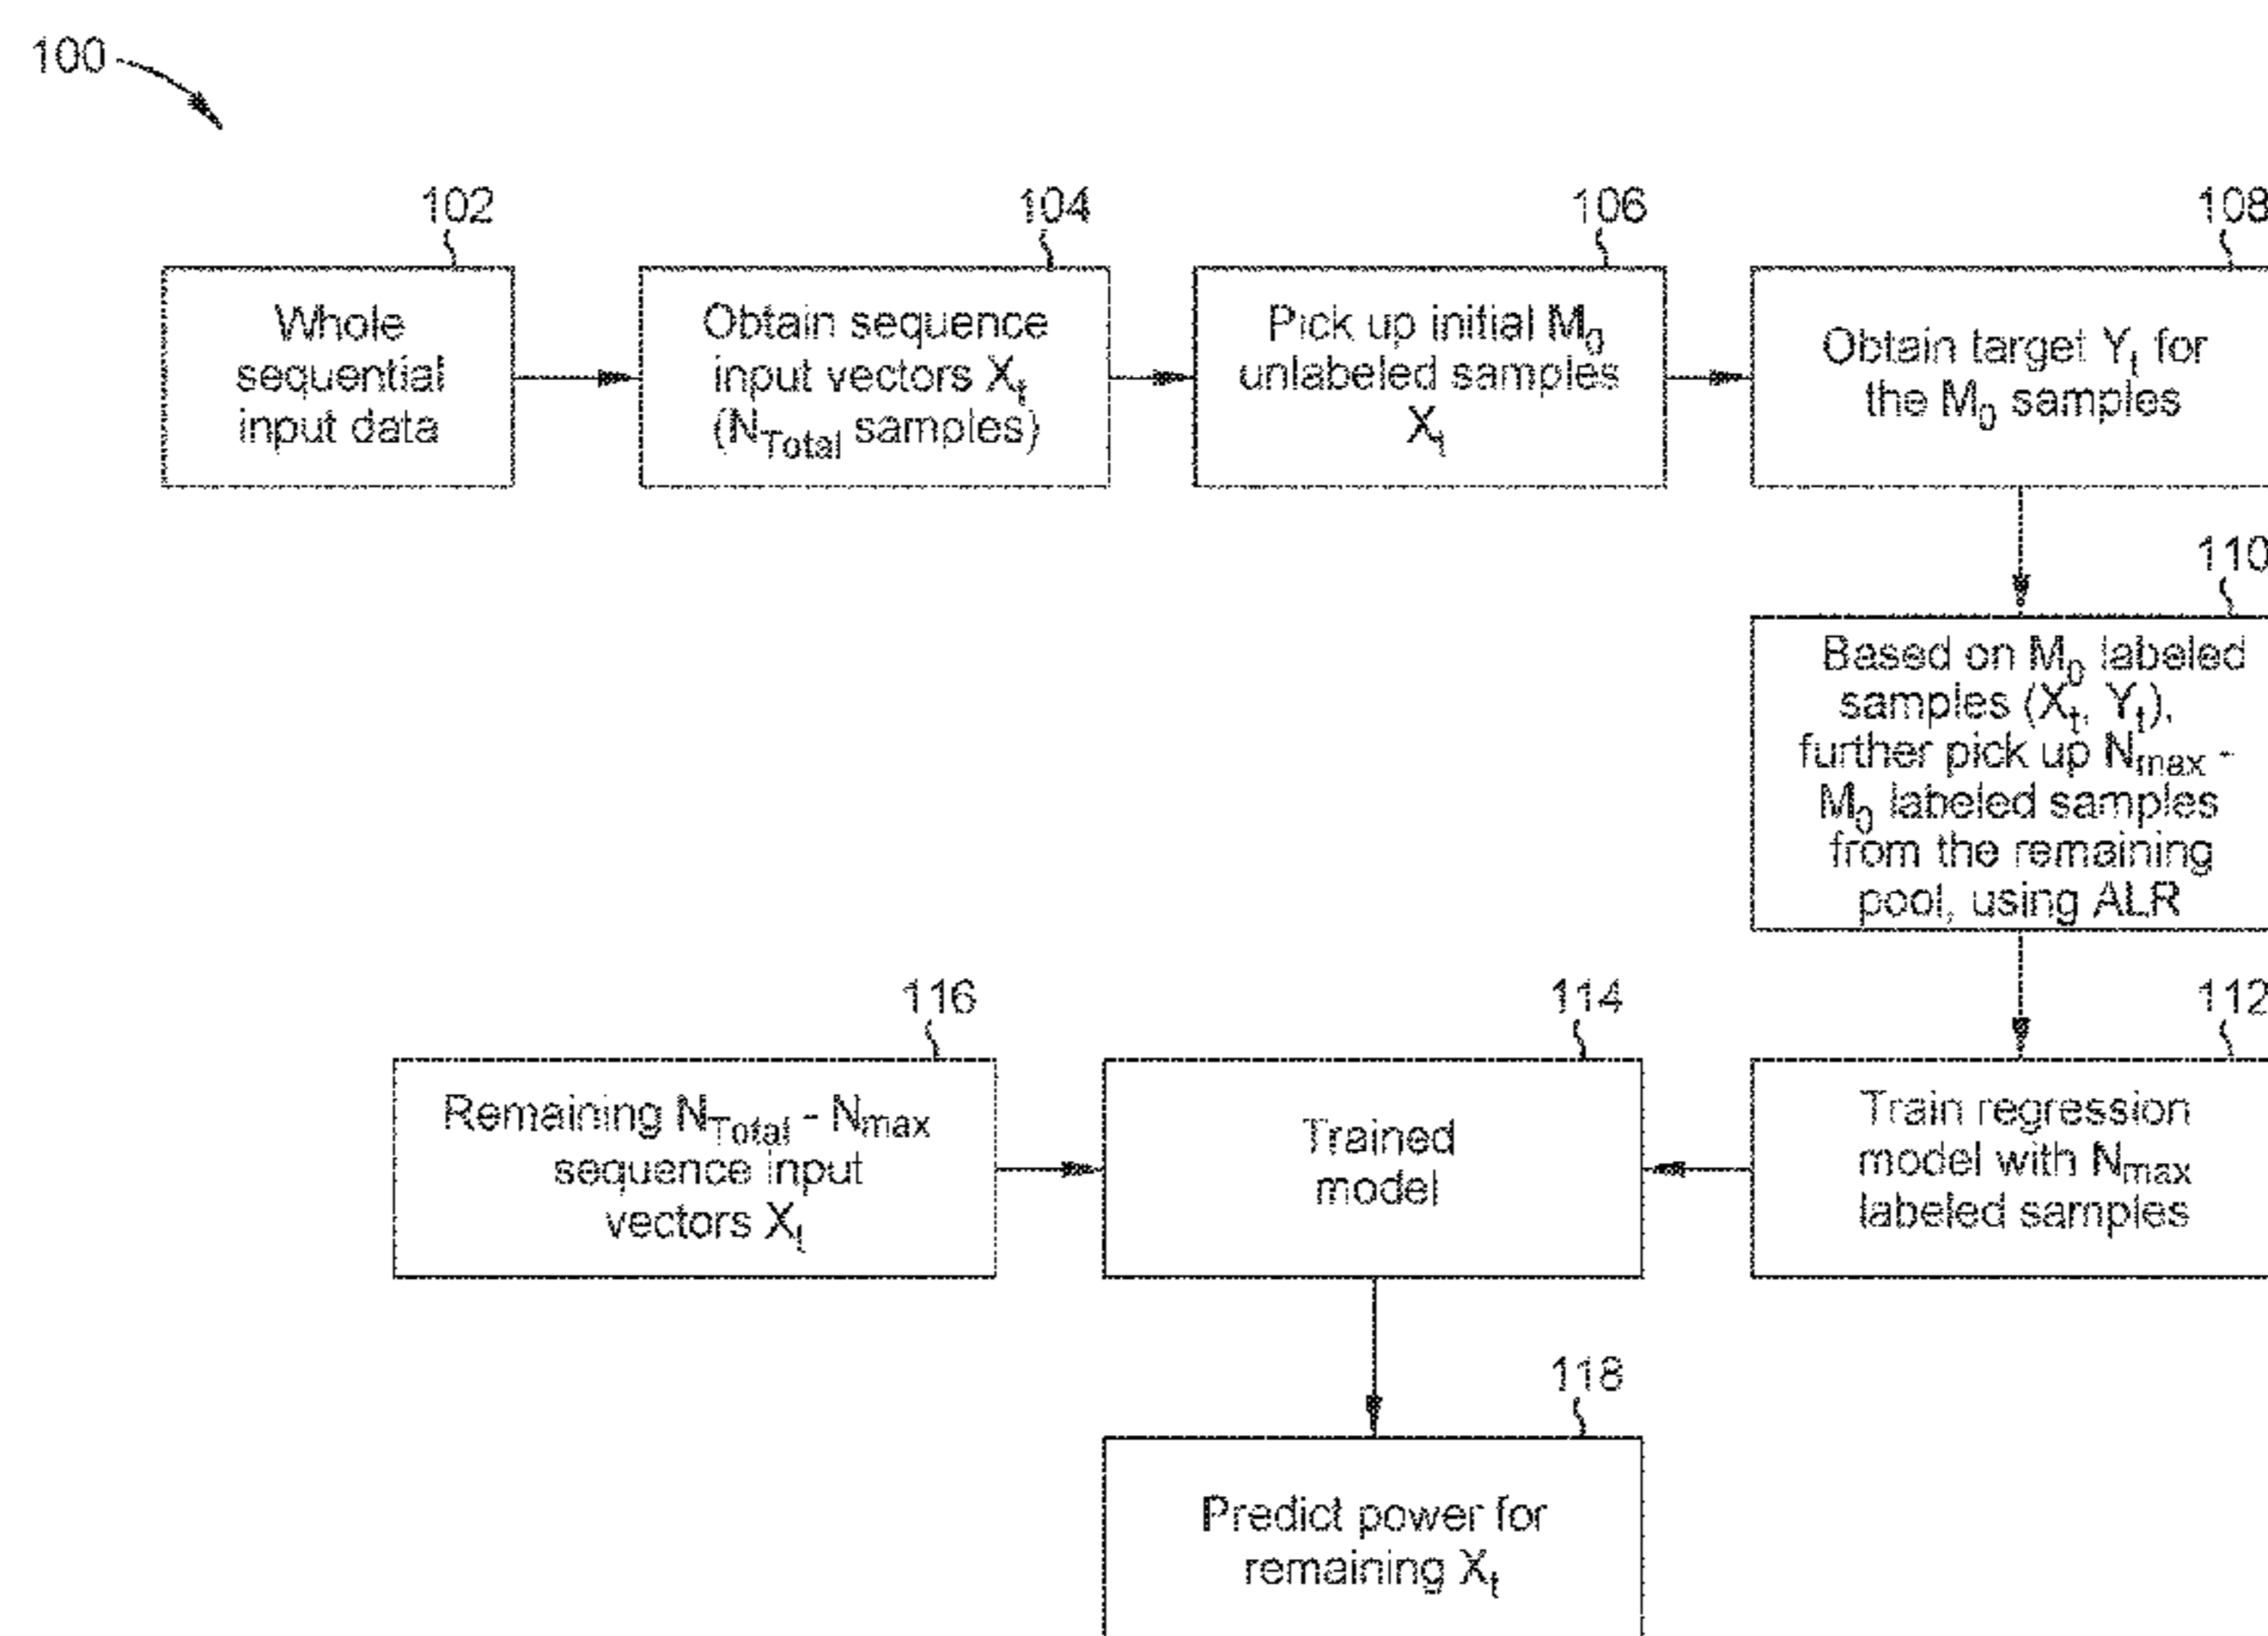 100
102
Whole
sequential
input data
104
Obtain sequence
input vectors Xt
(NTotal samples)
106
Pick up initial M0
unlabeled samples
Xt
108
Obtain target Yt for
the M0 samples
110
Based on M0 labeled
samples (Xt, Yt),
further pick up Nmax -
M0 labeled samples
from the remaining
pool, using ALR
112
Train regression
model with Nmax
labeled samples
114
Trained
model
116
Remaining NTotal - Nmax
sequence input
vectors Xt
118
Predict power for
remaining Xt